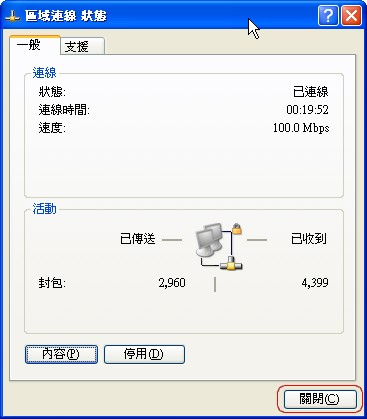 區域連線 狀態
一般 支援
連線
狀態: 已連線
連線時間: 00:19:52
速度: 100.0 Mbps
活動
已傳送 已收到
封包: 2,960 4,399
內容(P) 停用(D)
關閉(C)